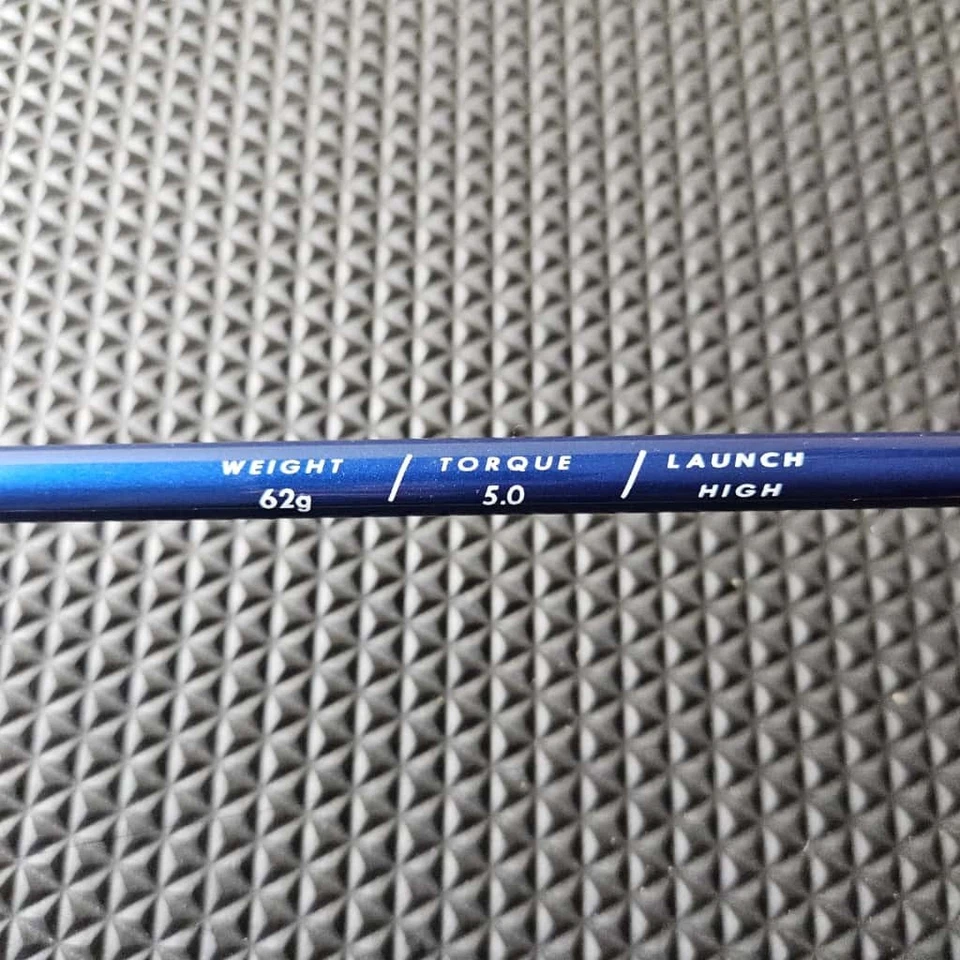 WEIGHT / TORQUE / LAUNCH
62g 5.0 HIGH